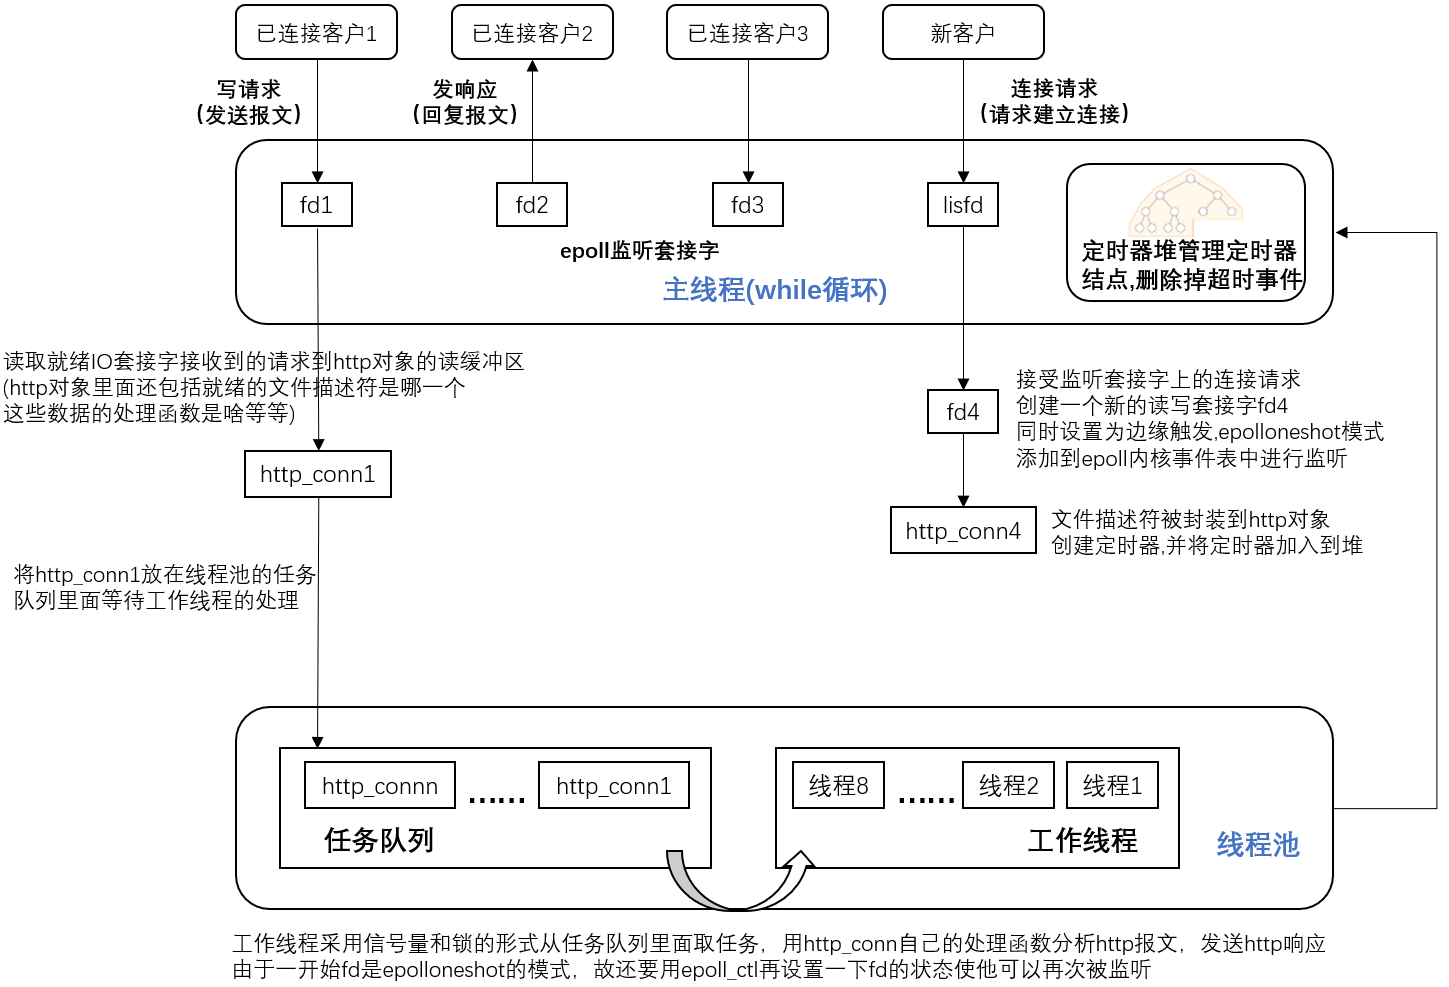 已连接客户1
已连接客户2
已连接客户3
新客户
写请求
(发送报文)
发响应
(回复报文)
连接请求
(请求建立连接)
fd1
fd2
fd3
lisfd
epoll监听套接字
主线程(while循环)
定时器堆管理定时器
结点,删除掉超时事件
读取就绪IO套接字接收到的请求到http对象的读缓冲区
(http对象里面还包括就绪的文件描述符是哪一个
这些数据的处理函数是啥等等)
http_conn1
fd4
接受监听套接字上的连接请求
创建一个新的读写套接字fd4
同时设置为边缘触发,epolloneshot模式
添加到epoll内核事件表中进行监听
http_conn4
文件描述符被封装到http对象
创建定时器,并将定时器加入到堆
将http_conn1放在线程池的任务
队列里面等待工作线程的处理
http_connn
......
http_conn1
任务队列
线程8
......
线程2
线程1
工作线程
线程池
工作线程采用信号量和锁的形式从任务队列里面取任务，用http_conn自己的处理函数分析http报文，发送http响应
由于一开始fd是epolloneshot的模式，故还要用epoll_ctl再设置一下fd的状态使他可以再次被监听